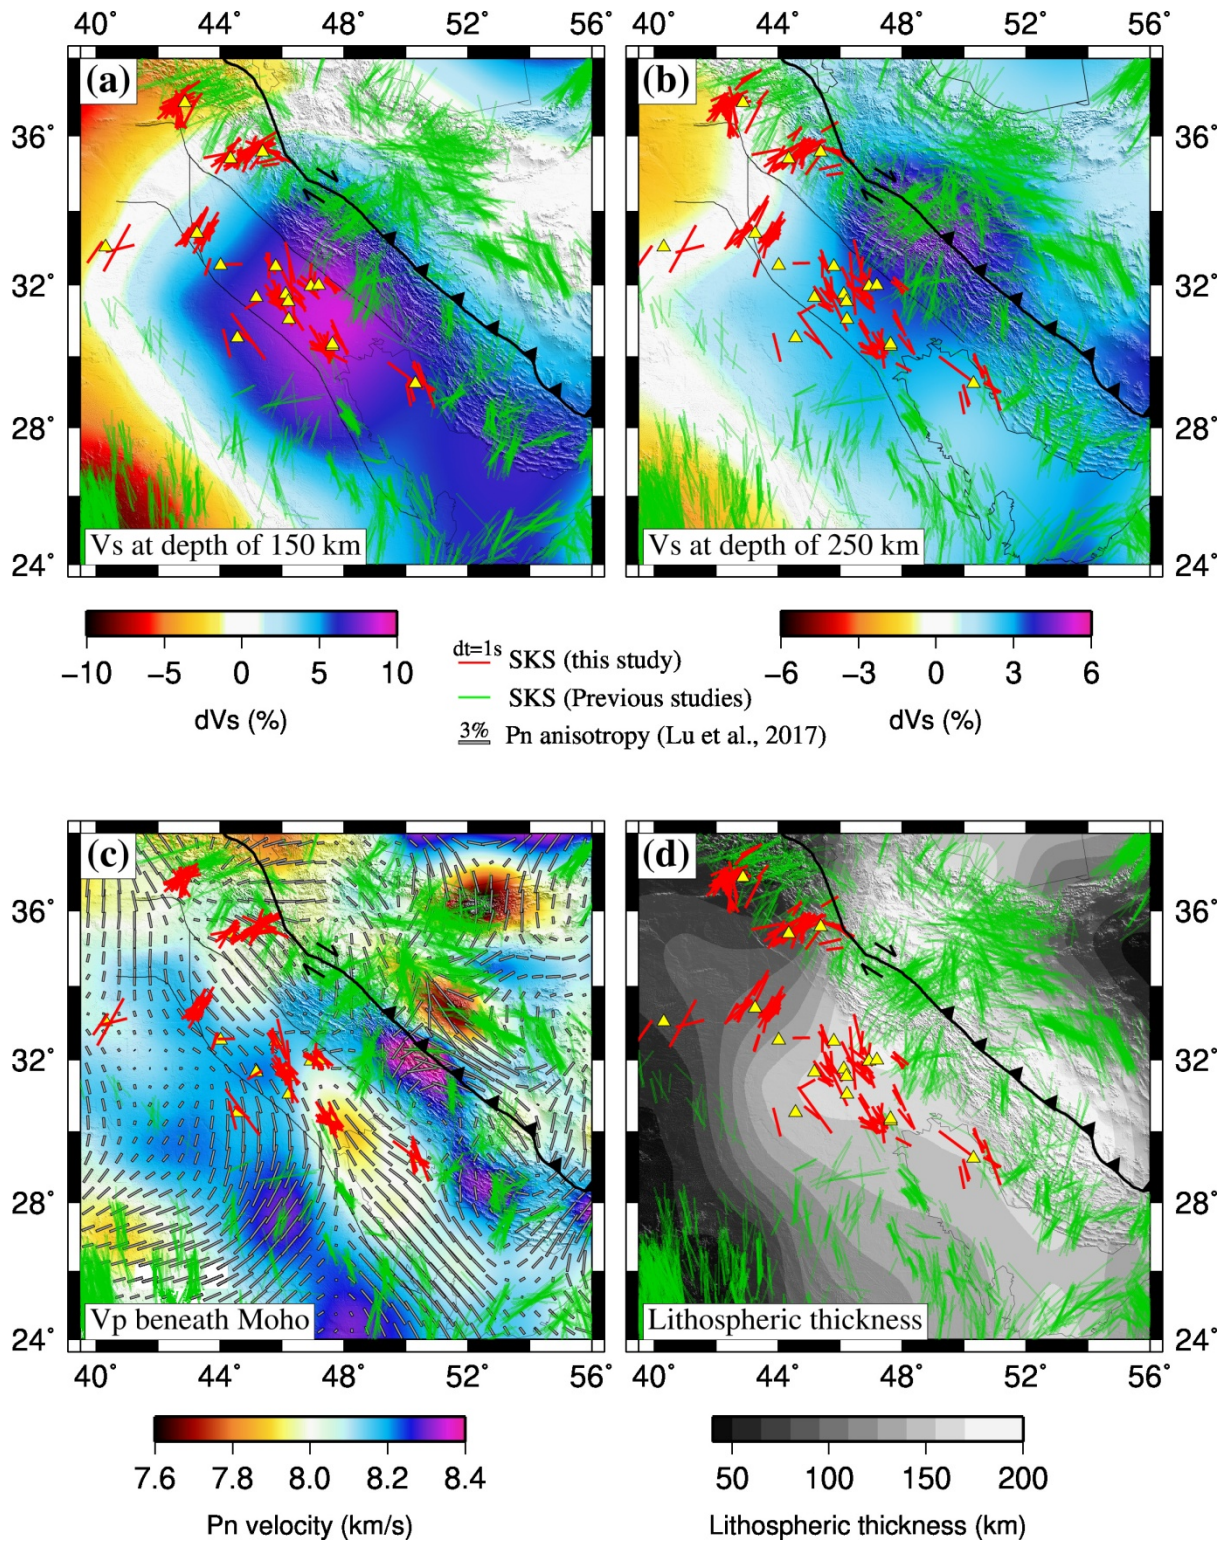 40° 44° 48° 52° 56° 40° 44° 48° 52° 56°
(a) (b)
36° 36°
32° 32°
28° 28°
24° 24°
Vs at depth of 150 km Vs at depth of 250 km
−10 −5 0 5 10 −6 −3 0 3 6
dVs (%) dVs (%)
dt=1s SKS (this study)
SKS (Previous studies)
3% Pn anisotropy (Lu et al., 2017)
(c) (d)
36° 36°
32° 32°
28° 28°
24° 24°
Vp beneath Moho Lithospheric thickness
40° 44° 48° 52° 56° 40° 44° 48° 52° 56°
7.6 7.8 8.0 8.2 8.4 50 100 150 200
Pn velocity (km/s) Lithospheric thickness (km)